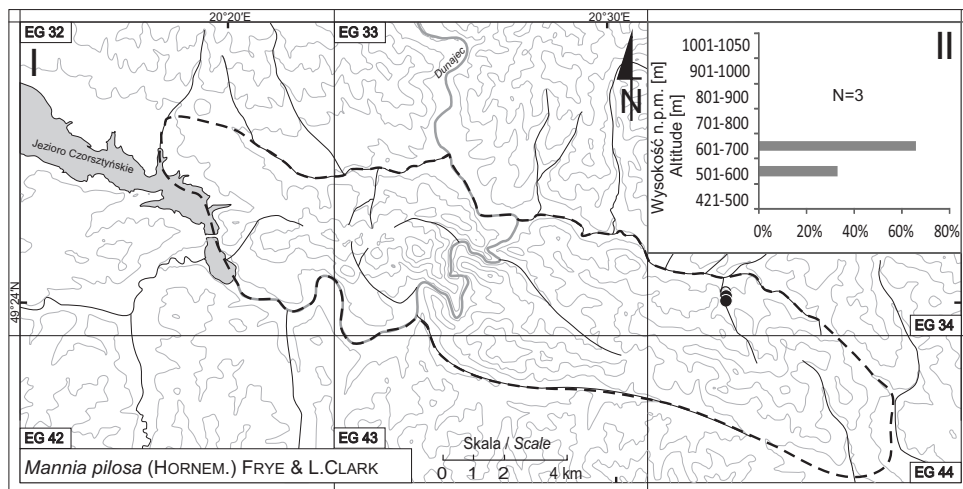 20°20'E
20°30'E
EG 32
EG 33
I
II
Dunajec
N
Jezioro Czorsztyńskie
49°24'N
Wysokość n.p.m. [m]
Altitude [m]
1001-1050
901-1000
801-900
701-800
601-700
501-600
421-500
N=3
0%
20%
40%
60%
80%
EG 34
EG 42
EG 43
EG 44
Skala / Scale
0 1 2 4 km
Mannia pilosa (HORNEM.) FRYE & L.CLARK